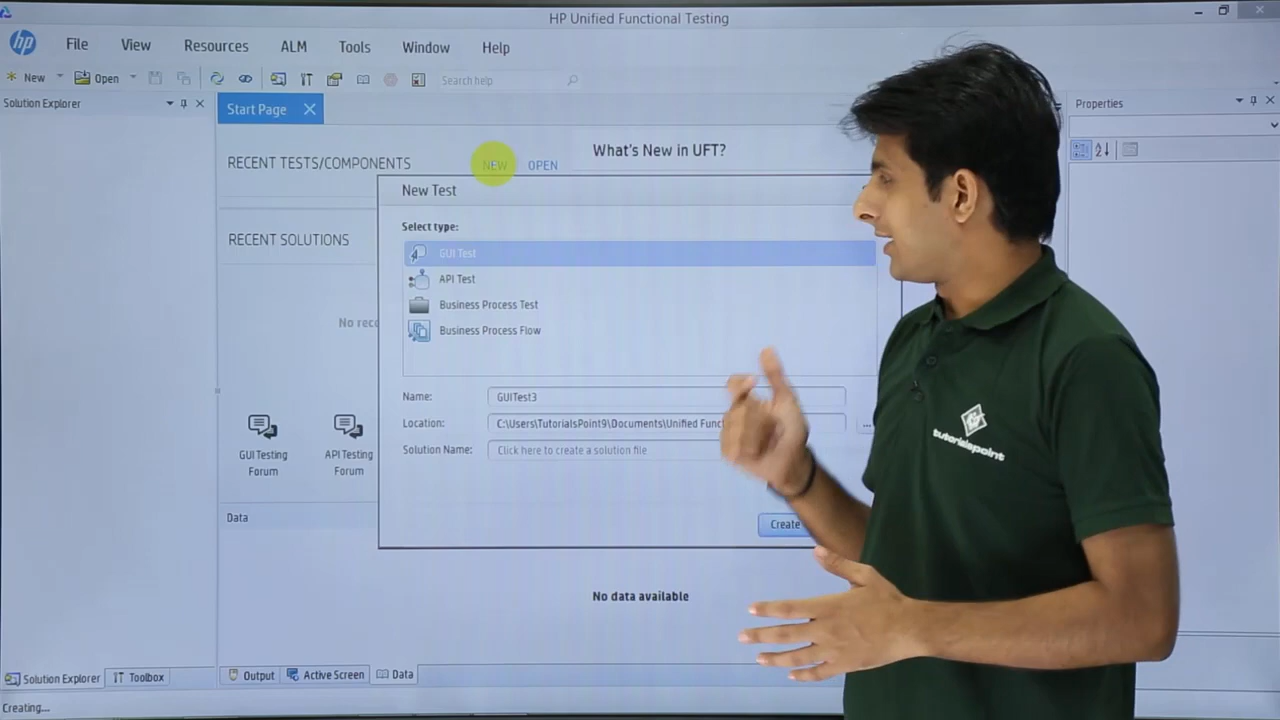 HP Unified Functional Testing
hp File View Resources ALM Tools Window Help
New Open Search help
Solution Explorer
Start Page
Properties
RECENT TESTS/COMPONENTS
NEW OPEN
What's New in UFT?
New Test
Select type:
RECENT SOLUTIONS
GUI Test
API Test
Business Process Test
Business Process Flow
Name: GUITest3
Location: C:\Users\TutorialsPoint9\Documents\Unified
Solution Name: Click here to create a solution file
GUI Testing Forum
API Testing Forum
Create
Data
No data available
tutorialspoint
Solution Explorer Toolbox
Output Active Screen Data
Creating...